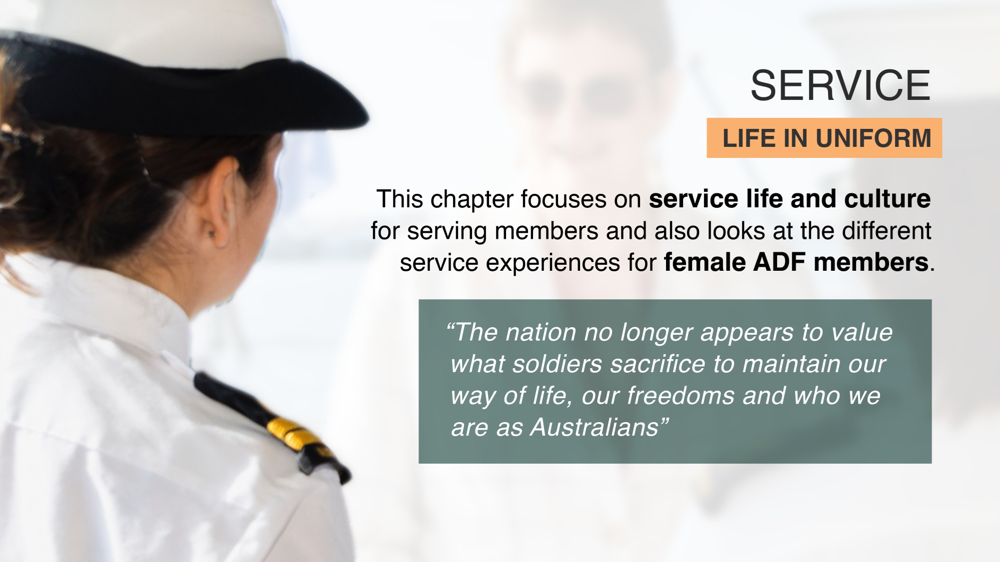 SERVICE
LIFE IN UNIFORM
This chapter focuses on service life and culture
for serving members and also looks at the different
service experiences for female ADF members.
“The nation no longer appears to value
what soldiers sacrifice to maintain our
way of life, our freedoms and who we
are as Australians”